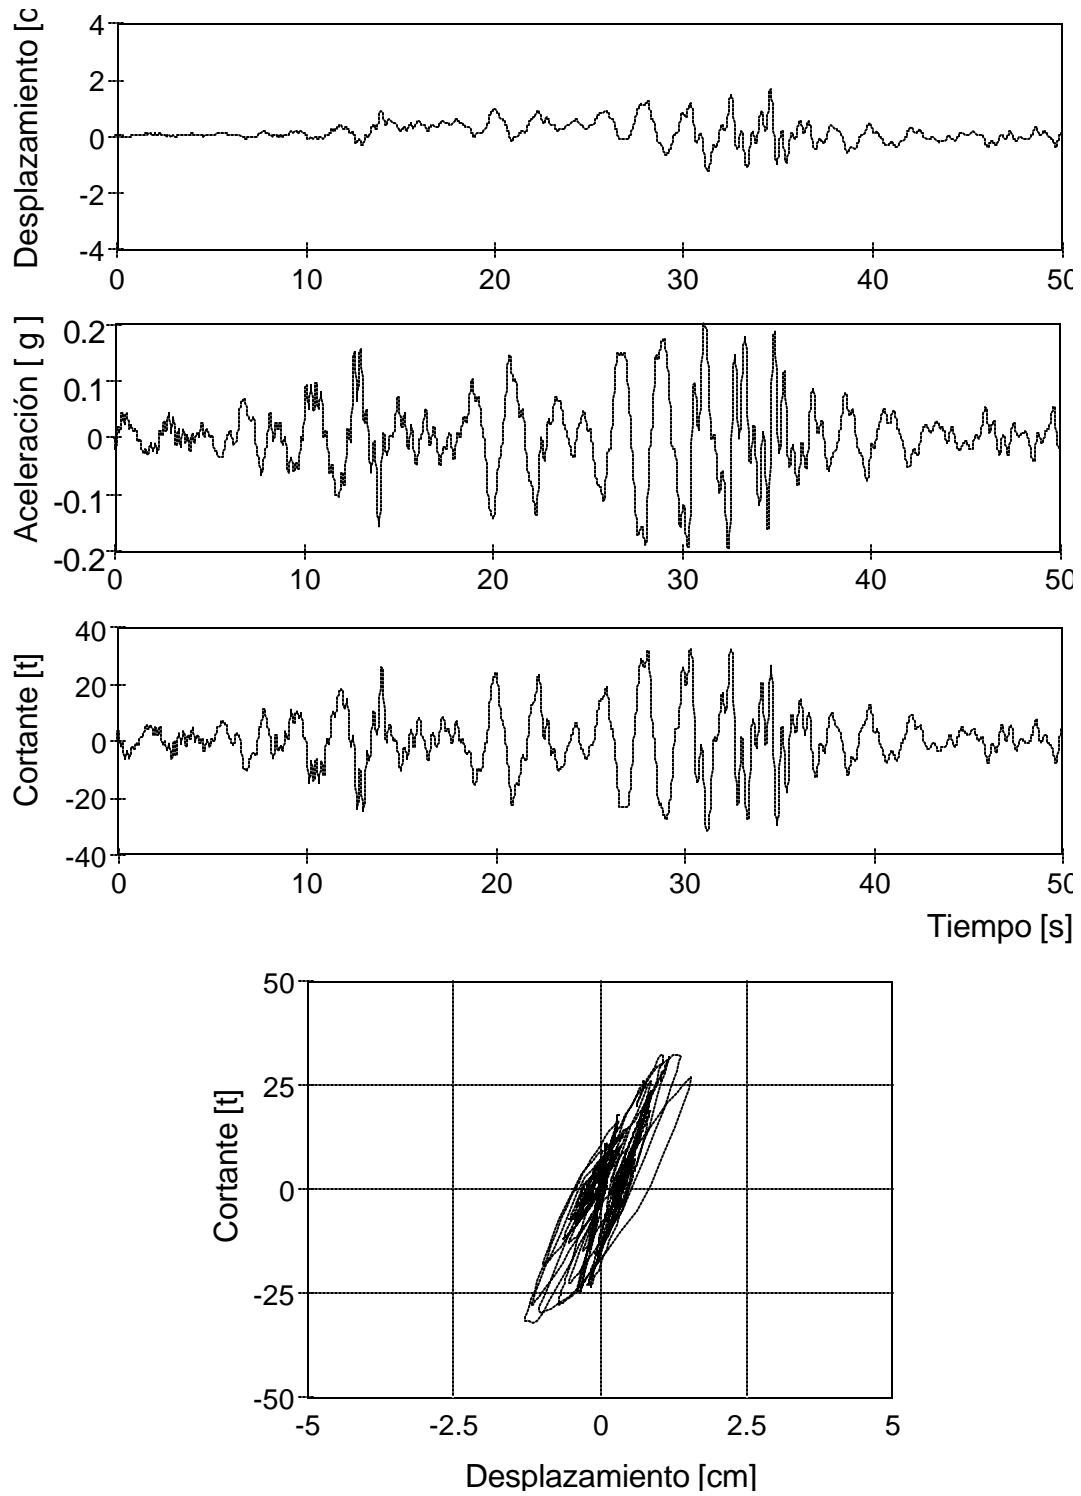 Desplazamiento [c
4
2
0
-2
-4
0 10 20 30 40 50
Aceleración [ g ]
0.2
0.1
0
-0.1
-0.2
0 10 20 30 40 50
Cortante [t]
40
20
0
-20
-40
0 10 20 30 40 50
Tiempo [s]
Cortante [t]
50
25
0
-25
-50
-5 -2.5 0 2.5 5
Desplazamiento [cm]